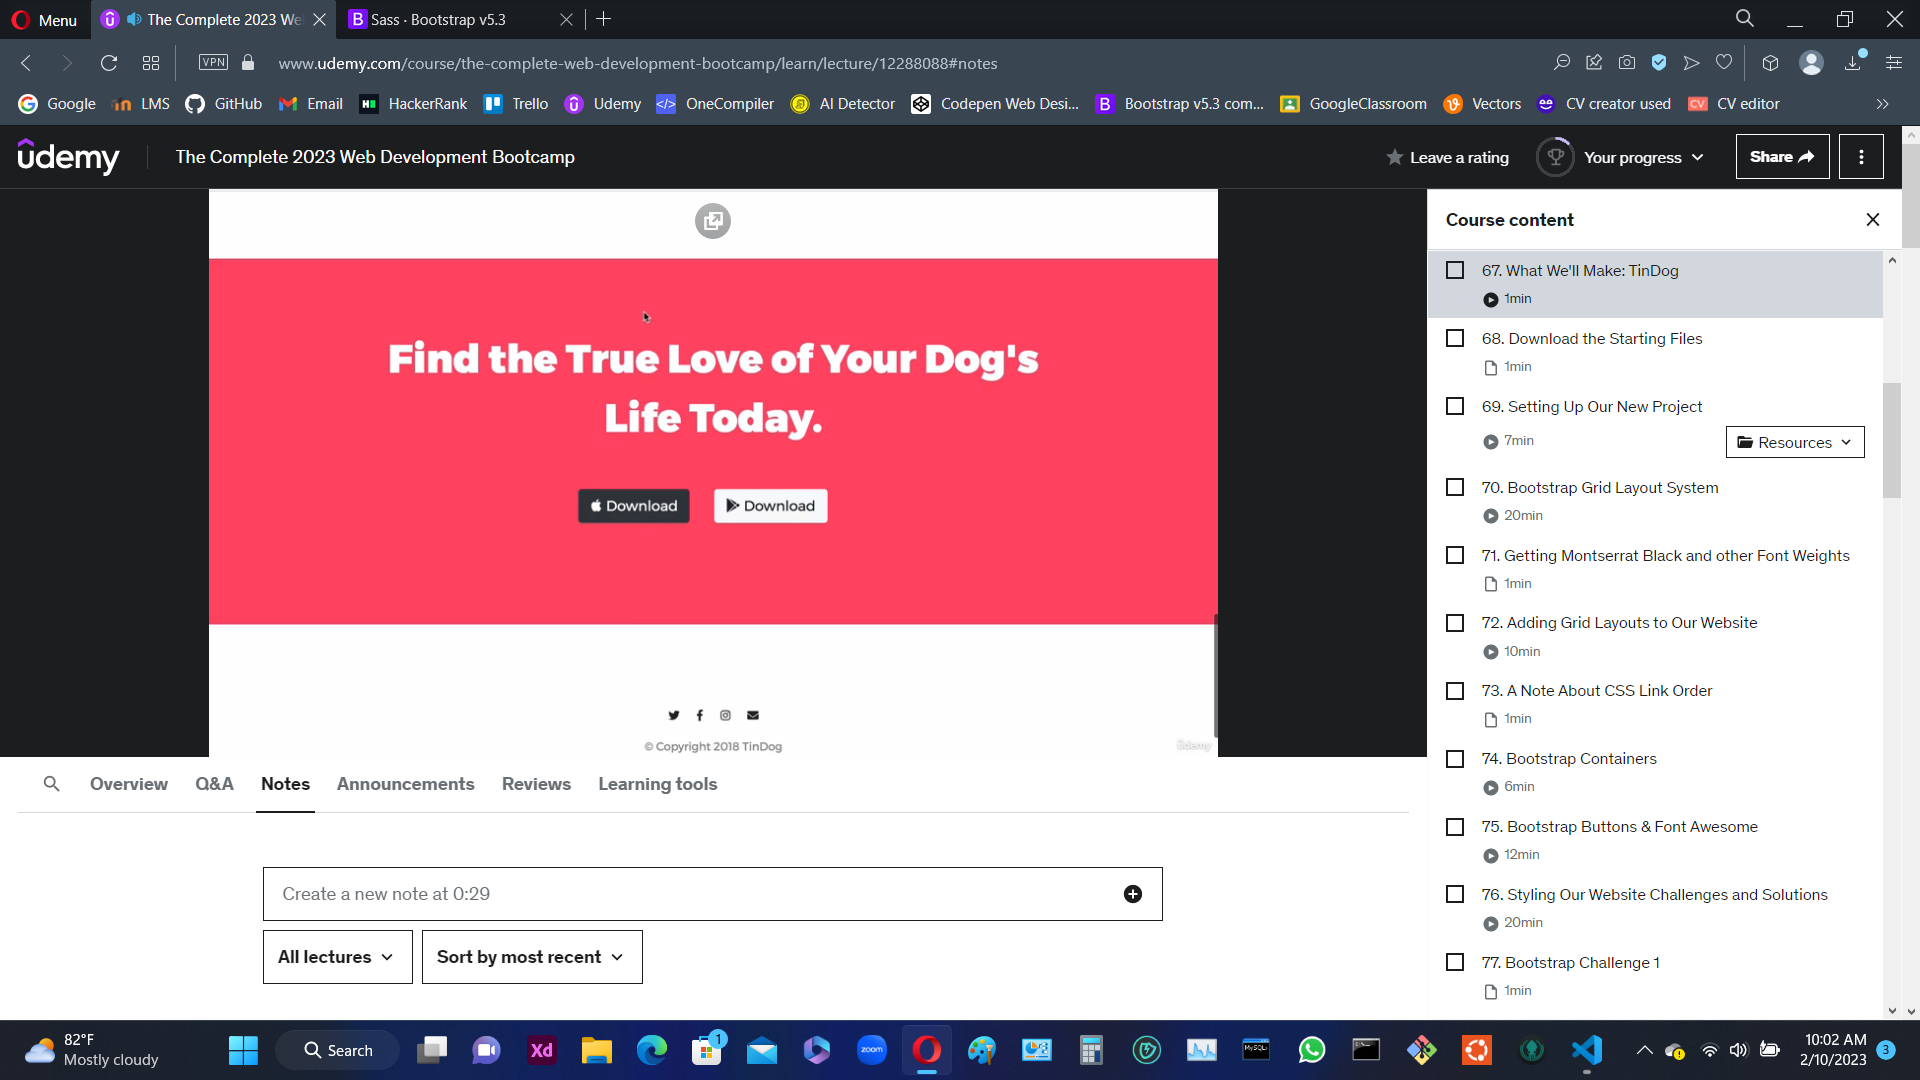 Menu
The Complete 2023 We
Sass · Bootstrap v5.3
VPN
www.udemy.com/course/the-complete-web-development-bootcamp/learn/lecture/12288088#notes
Google
LMS
GitHub
Email
HackerRank
Trello
Udemy
OneCompiler
AI Detector
Codepen Web Desi...
Bootstrap v5.3 com...
GoogleClassroom
Vectors
CV creator used
CV editor
udemy
The Complete 2023 Web Development Bootcamp
Leave a rating
Your progress
Share
Find the True Love of Your Dog's
Life Today.
Download
Download
© Copyright 2018 TinDog
udemy
Course content
67. What We'll Make: TinDog
1min
68. Download the Starting Files
1min
69. Setting Up Our New Project
7min
Resources
70. Bootstrap Grid Layout System
20min
71. Getting Montserrat Black and other Font Weights
1min
72. Adding Grid Layouts to Our Website
10min
73. A Note About CSS Link Order
1min
74. Bootstrap Containers
6min
75. Bootstrap Buttons & Font Awesome
12min
76. Styling Our Website Challenges and Solutions
20min
77. Bootstrap Challenge 1
1min
Overview
Q&A
Notes
Announcements
Reviews
Learning tools
Create a new note at 0:29
All lectures
Sort by most recent
82°F
Mostly cloudy
Search
Xd
1
zoom
MySQL
10:02 AM
2/10/2023
3